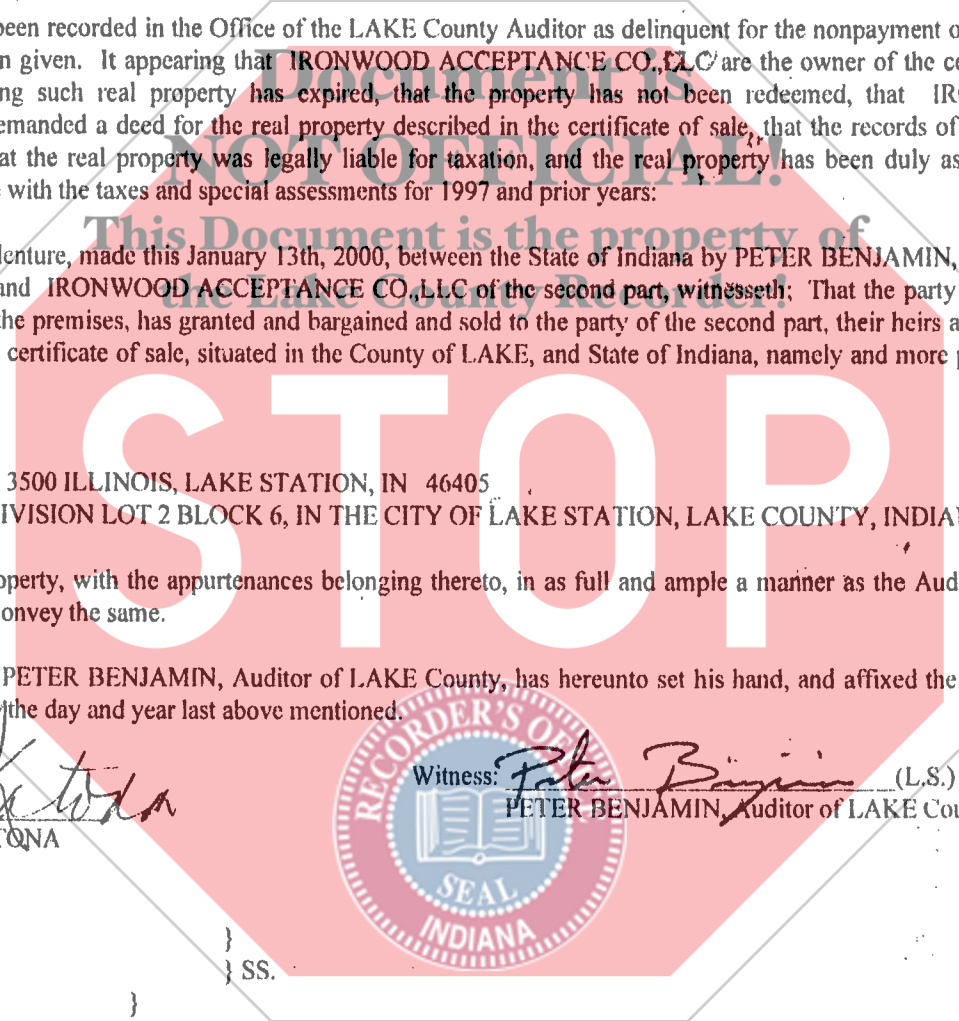 been recorded in the Office of the LAKE County Auditor as delinquent for the nonpayment o
n given. It appearing that IRONWOOD ACCEPTANCE CO.,LLC are the owner of the ce
Document is
ng such real property has expired, that the property has not been redeemed, that IRO
emanded a deed for the real property described in the certificate of sale, that the records of
NOT OFFICIAL!
at the real property was legally liable for taxation, and the real property has been duly as
with the taxes and special assessments for 1997 and prior years:
This Document is the property of
denture, made this January 13th, 2000, between the State of Indiana by PETER BENJAMIN,
the Lake County Recorder!
and IRONWOOD ACCEPTANCE CO.,LLC of the second part, witnesseth; That the party
the premises, has granted and bargained and sold to the party of the second part, their heirs a
certificate of sale, situated in the County of LAKE, and State of Indiana, namely and more p
STOP
3500 ILLINOIS, LAKE STATION, IN 46405
IVISION LOT 2 BLOCK 6, IN THE CITY OF LAKE STATION, LAKE COUNTY, INDIAN
operty, with the appurtenances belonging thereto, in as full and ample a manner as the Aud
onvey the same.
PETER BENJAMIN, Auditor of LAKE County, has hereunto set his hand, and affixed the
the day and year last above mentioned.
RECORDER'S OFFICE
Witness: Peter Benjamin (L.S.)
PETER BENJAMIN, Auditor of LAKE Cou
TONA
SEAL
INDIANA
}
} SS.
}